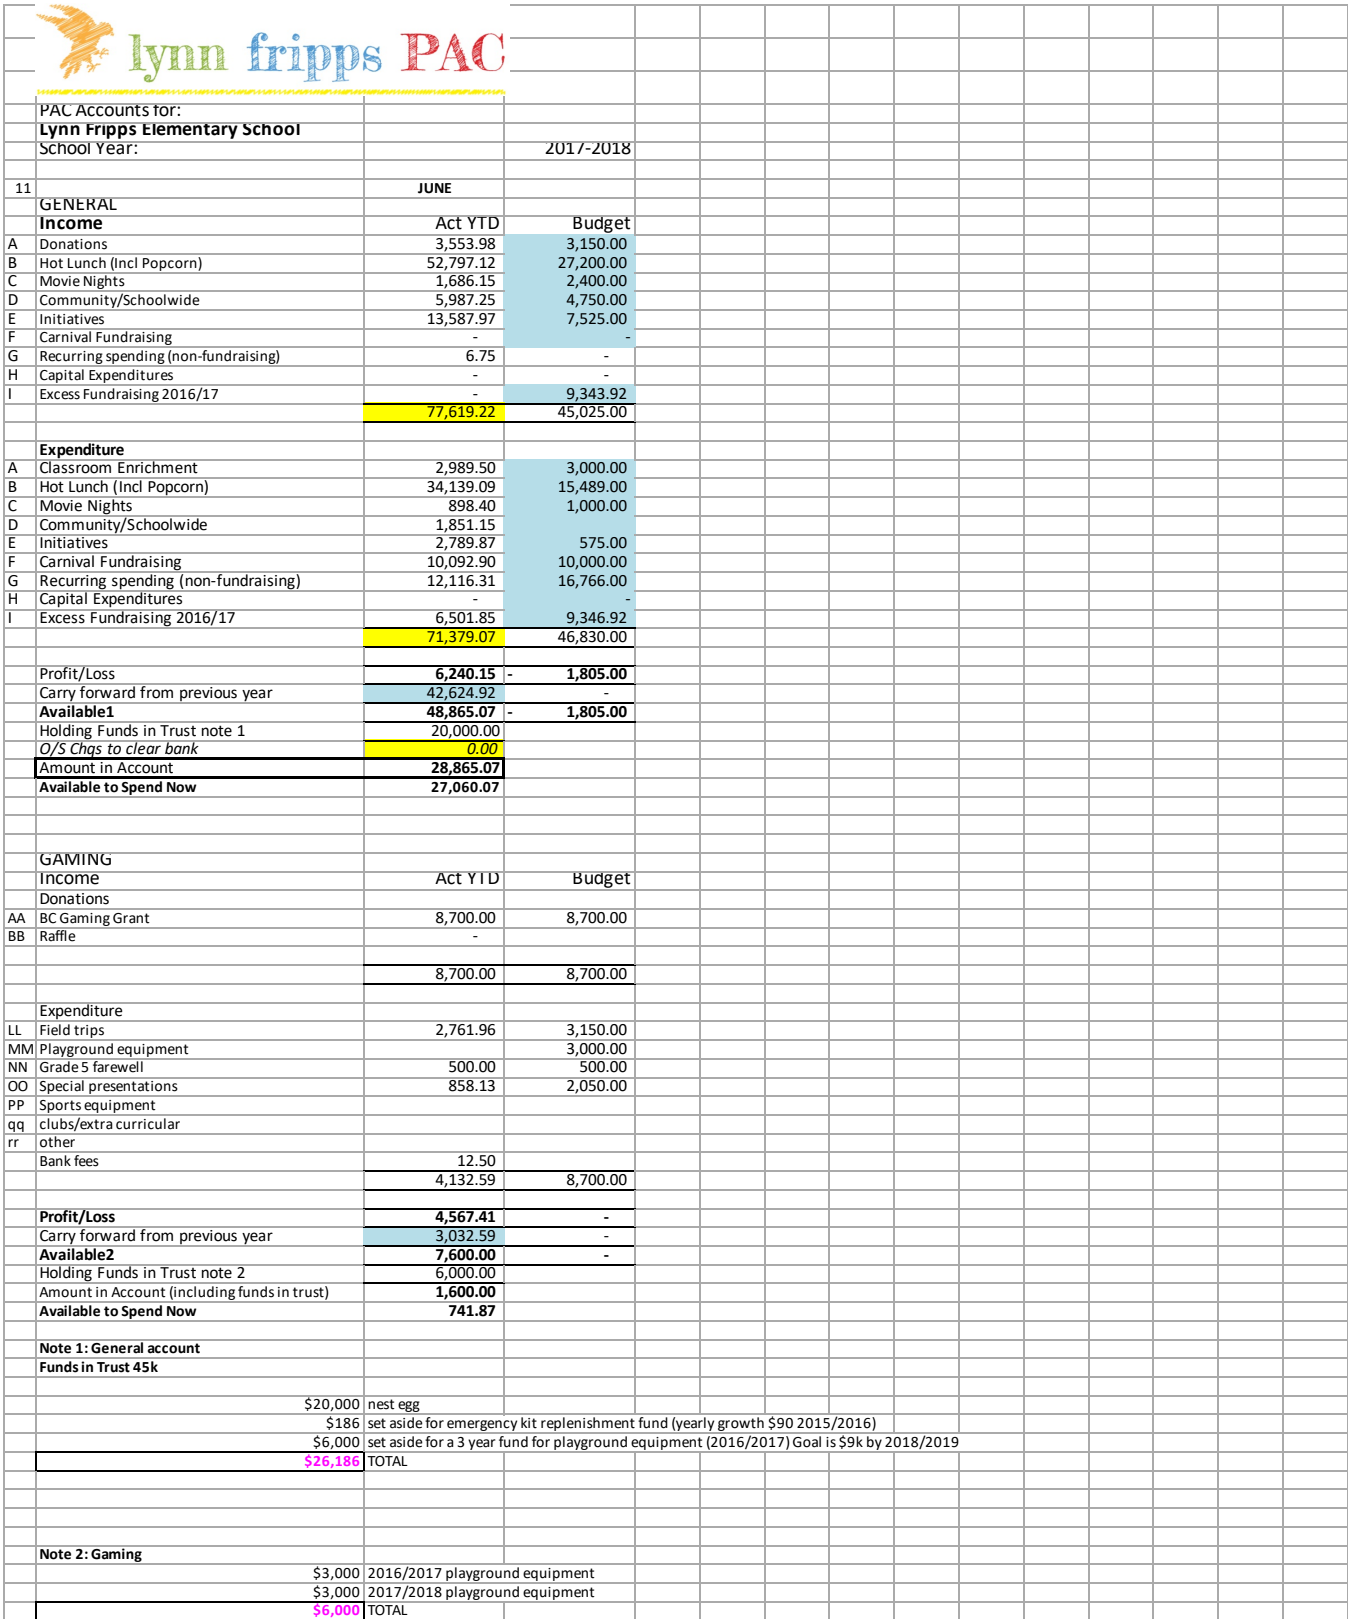 lynn fripps PAC
PAC Accounts for:
Lynn Fripps Elementary School
School Year: 2017-2018
11 JUNE
GENERAL
Income Act YTD Budget
A Donations 3,553.98 3,150.00
B Hot Lunch (Incl Popcorn) 52,797.12 27,200.00
C Movie Nights 1,686.15 2,400.00
D Community/Schoolwide 5,987.25 4,750.00
E Initiatives 13,587.97 7,525.00
F Carnival Fundraising - -
G Recurring spending (non-fundraising) 6.75 -
H Capital Expenditures - -
I Excess Fundraising 2016/17 - 9,343.92
77,619.22 45,025.00
Expenditure
A Classroom Enrichment 2,989.50 3,000.00
B Hot Lunch (Incl Popcorn) 34,139.09 15,489.00
C Movie Nights 898.40 1,000.00
D Community/Schoolwide 1,851.15
E Initiatives 2,789.87 575.00
F Carnival Fundraising 10,092.90 10,000.00
G Recurring spending (non-fundraising) 12,116.31 16,766.00
H Capital Expenditures - -
I Excess Fundraising 2016/17 6,501.85 9,346.92
71,379.07 46,830.00
Profit/Loss 6,240.15 - 1,805.00
Carry forward from previous year 42,624.92 -
Available1 48,865.07 - 1,805.00
Holding Funds in Trust note 1 20,000.00
O/S Chqs to clear bank 0.00
Amount in Account 28,865.07
Available to Spend Now 27,060.07
GAMING
Income Act YTD Budget
Donations
AA BC Gaming Grant 8,700.00 8,700.00
BB Raffle -
8,700.00 8,700.00
Expenditure
LL Field trips 2,761.96 3,150.00
MM Playground equipment 3,000.00
NN Grade 5 farewell 500.00 500.00
OO Special presentations 858.13 2,050.00
PP Sports equipment
qq clubs/extra curricular
rr other
Bank fees 12.50
4,132.59 8,700.00
Profit/Loss 4,567.41 -
Carry forward from previous year 3,032.59 -
Available2 7,600.00 -
Holding Funds in Trust note 2 6,000.00
Amount in Account (including funds in trust) 1,600.00
Available to Spend Now 741.87
Note 1: General account
Funds in Trust 45k
$20,000 nest egg
$186 set aside for emergency kit replenishment fund (yearly growth $90 2015/2016)
$6,000 set aside for a 3 year fund for playground equipment (2016/2017) Goal is $9k by 2018/2019
$26,186 TOTAL
Note 2: Gaming
$3,000 2016/2017 playground equipment
$3,000 2017/2018 playground equipment
$6,000 TOTAL